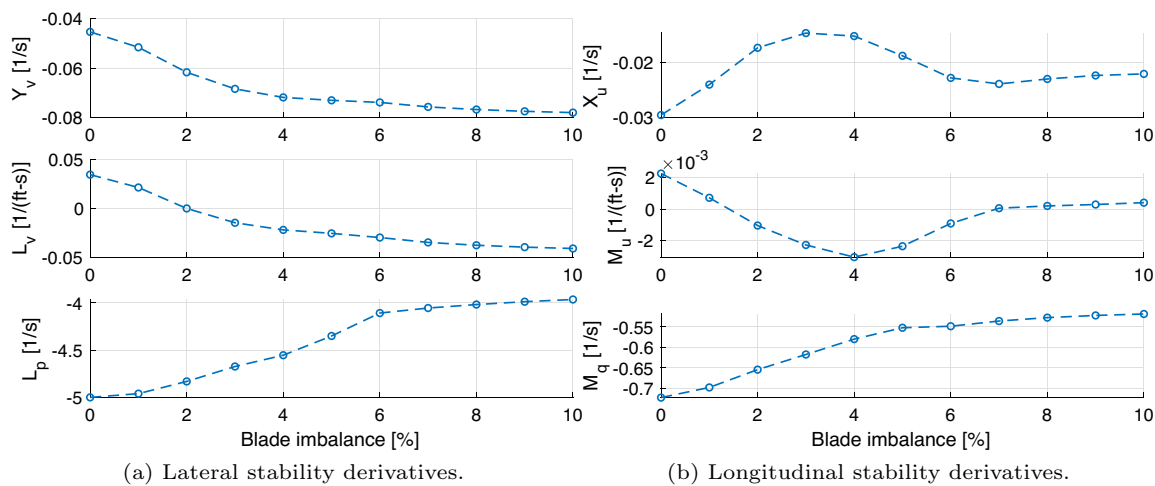 -0.04
-0.06
-0.08
Y_v [1/s]
0 2 4 6 8 10
0.05
0
-0.05
L_v [1/(ft-s)]
0 2 4 6 8 10
-4
-4.5
-5
L_p [1/s]
0 2 4 6 8 10
Blade imbalance [%]
(a) Lateral stability derivatives.
-0.02
-0.03
X_u [1/s]
0 2 4 6 8 10
×10^-3
2
0
-2
M_u [1/(ft-s)]
0 2 4 6 8 10
-0.55
-0.6
-0.65
-0.7
M_q [1/s]
0 2 4 6 8 10
Blade imbalance [%]
(b) Longitudinal stability derivatives.